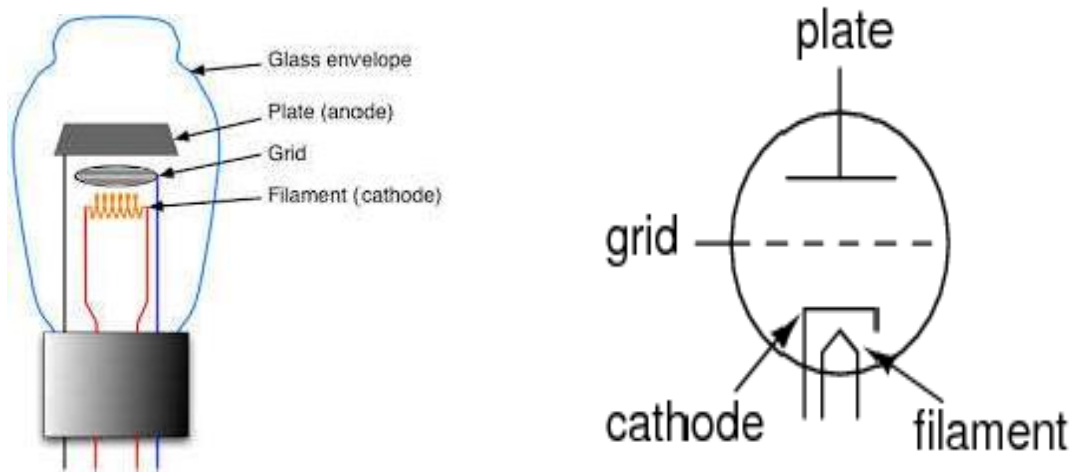 Glass envelope
Plate (anode)
Grid
Filament (cathode)
plate
grid
cathode
filament